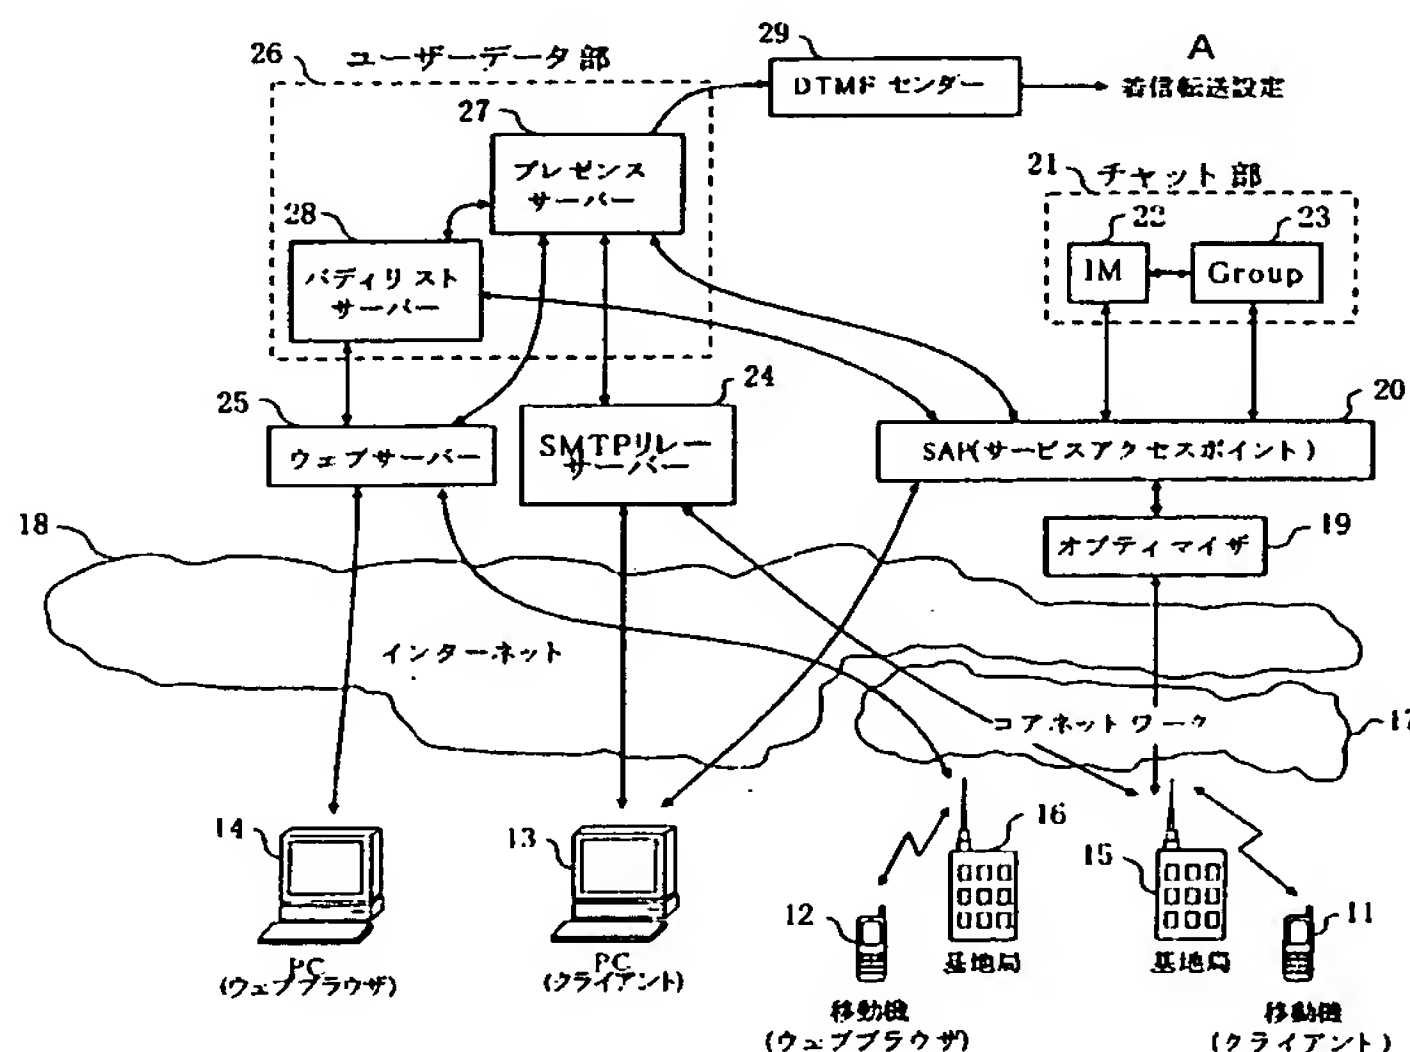 26
ユーザーデータ部
29
DTMF センダー
A
着信転送設定
27
プレゼンス
サーバー
28
バディリスト
サーバー
21
チャット部
22
23
IM
Group
25
ウェブサーバー
24
SMTPリレー
サーバー
20
SAP(サービスアクセスポイント)
オプティマイザ
19
18
インターネット
コアネットワーク
17
14
PC
(ウェブブラウザ)
13
PC
(クライアント)
12
移動機
(ウェブブラウザ)
16
基地局
15
基地局
11
移動機
(クライアント)